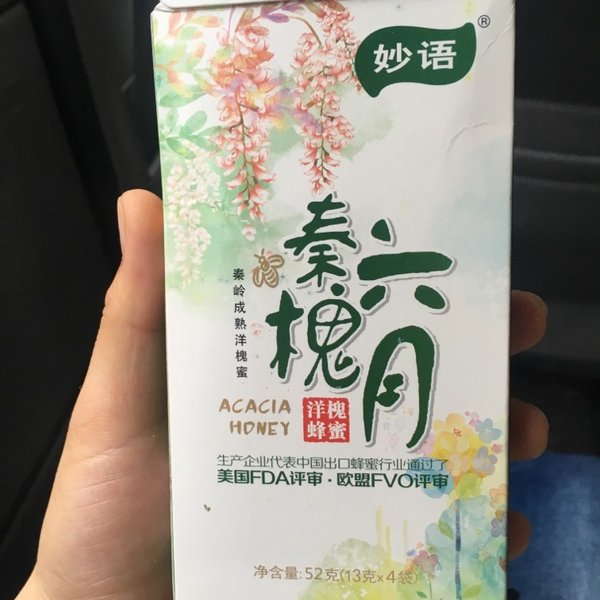 妙语®
六月
秦槐
秦岭成熟洋槐蜜
ACACIA
HONEY
洋槐
蜂蜜
生产企业代表中国出口蜂蜜行业通过了
美国FDA评审·欧盟FVO评审
净含量:52克(13克x4袋)